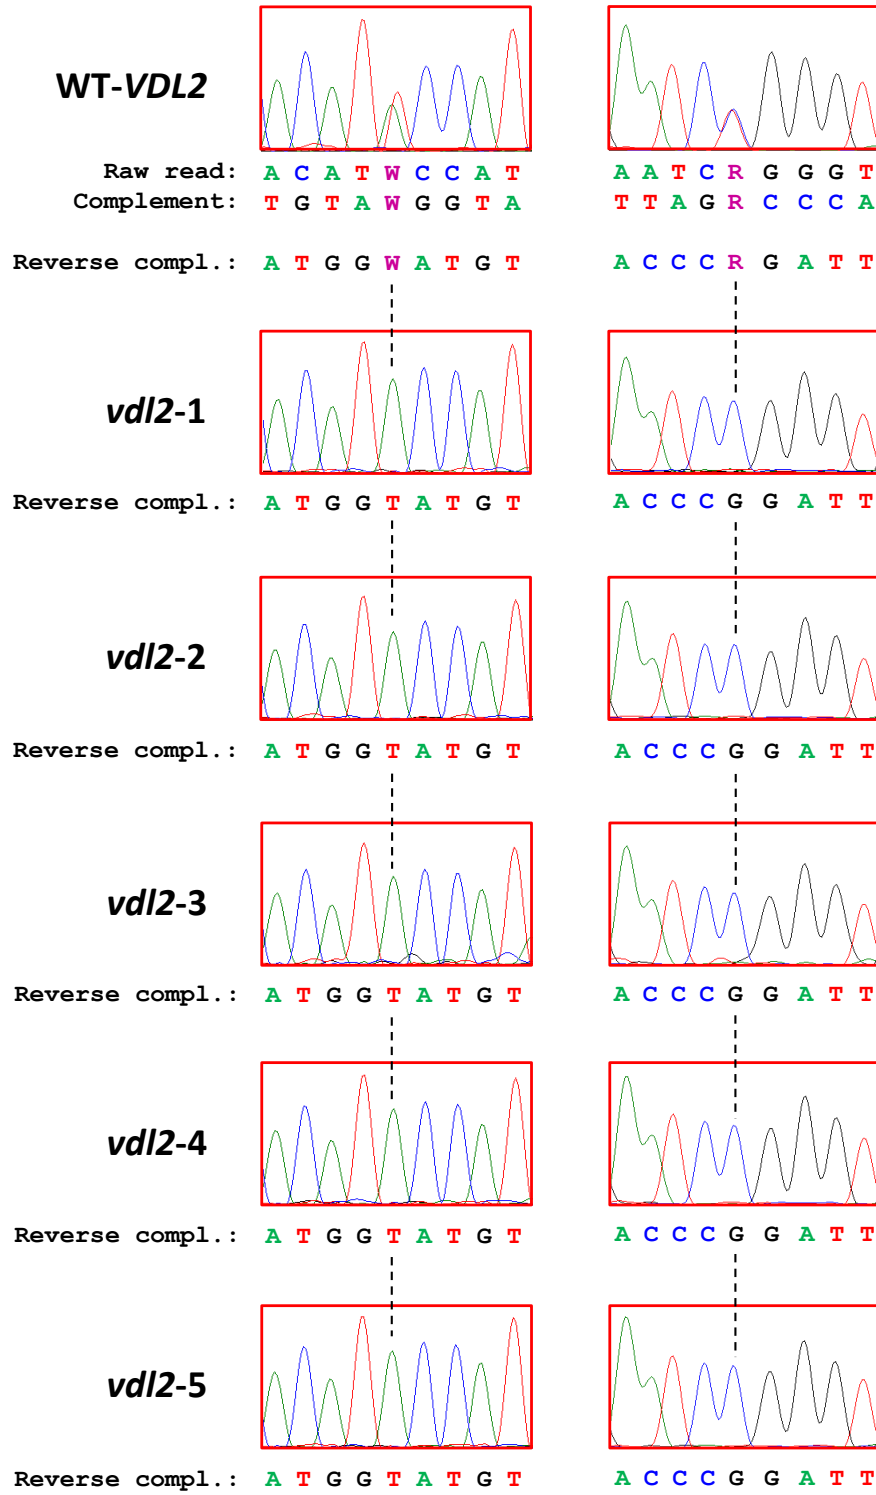 WT-VDL2
Raw read: A C A T W C C A T A A T C R G G G T
Complement: T G T A W G G T A T T A G R C C C A
Reverse compl.: A T G G W A T G T A C C C R G A T T
vdl2-1
Reverse compl.: A T G G T A T G T A C C C G G A T T
vdl2-2
Reverse compl.: A T G G T A T G T A C C C G G A T T
vdl2-3
Reverse compl.: A T G G T A T G T A C C C G G A T T
vdl2-4
Reverse compl.: A T G G T A T G T A C C C G G A T T
vdl2-5
Reverse compl.: A T G G T A T G T A C C C G G A T T